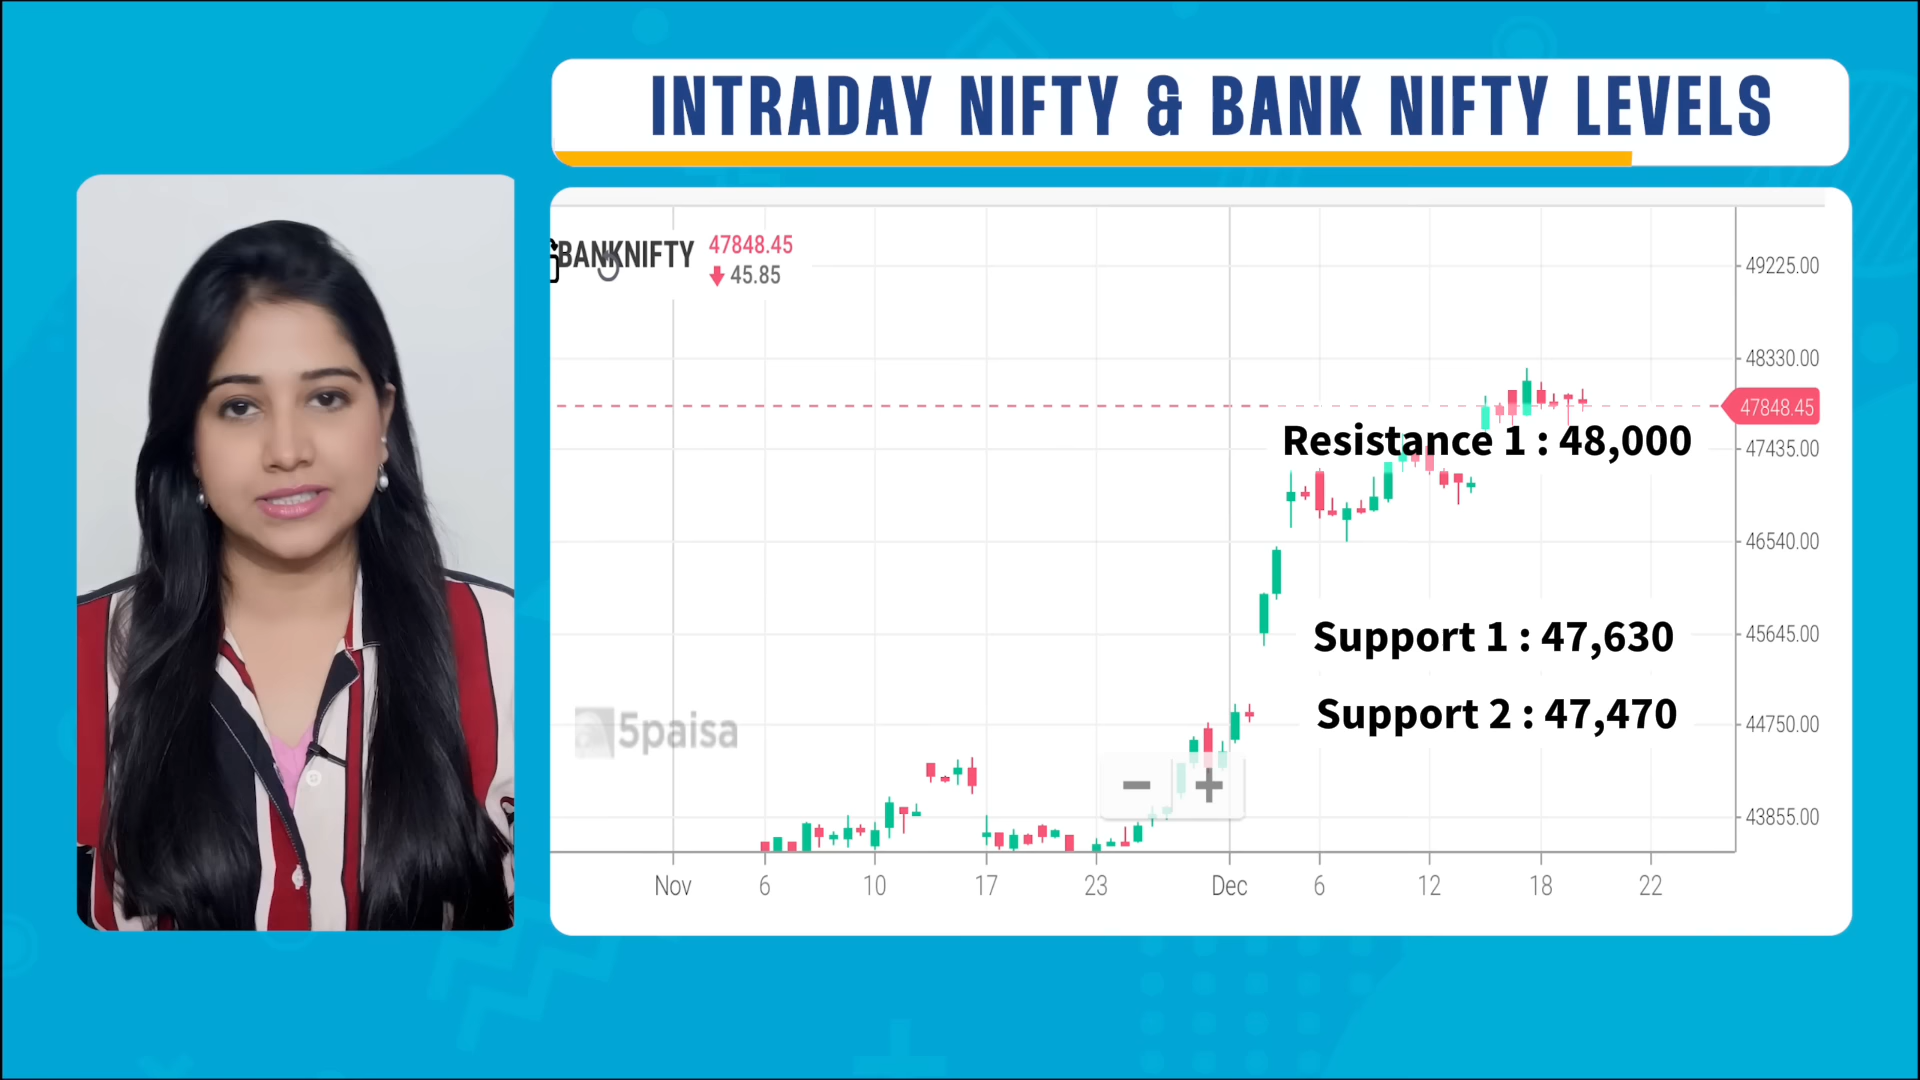 INTRADAY NIFTY & BANK NIFTY LEVELS
BANKNIFTY
47848.45
45.85
49225.00
48330.00
47848.45
Resistance 1 : 48,000
47435.00
46540.00
Support 1 : 47,630
45645.00
Support 2 : 47,470
44750.00
5paisa
43855.00
Nov 6 10 17 23 Dec 6 12 18 22